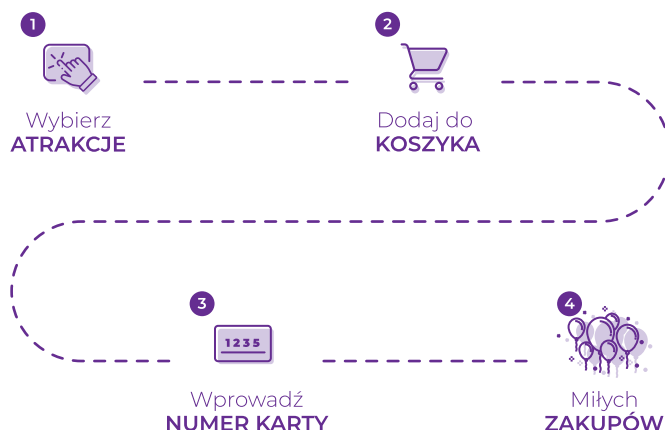 1
Wybierz
ATRAKCJE
2
Dodaj do
KOSZYKA
3
1235
Wprowadź
NUMER KARTY
4
Miłych
ZAKUPÓW